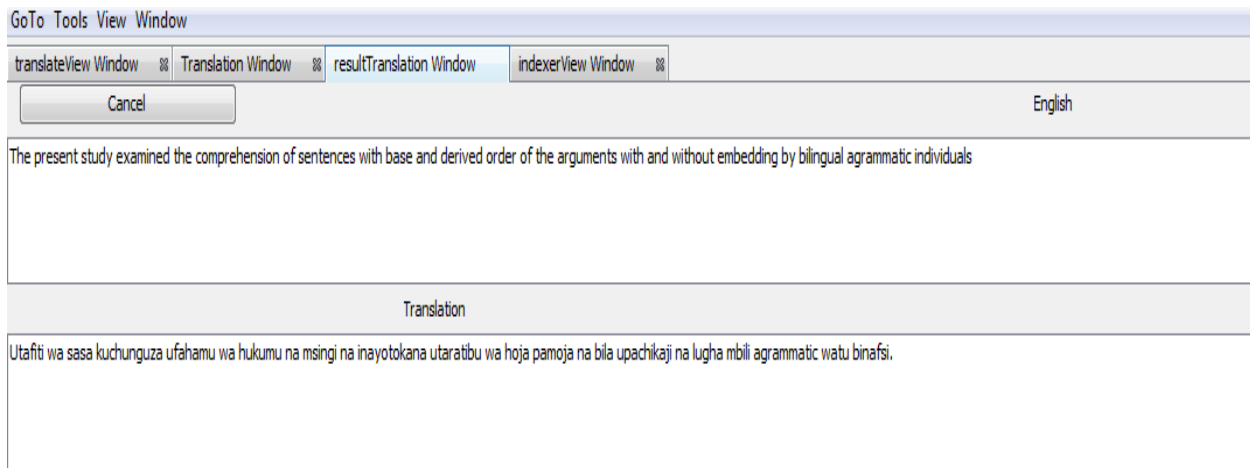 GoTo Tools View Window
translateView Window Translation Window resultTranslation Window indexerView Window
Cancel English
The present study examined the comprehension of sentences with base and derived order of the arguments with and without embedding by bilingual agrammatic individuals
Translation
Utafiti wa sasa kuchunguza ufahamu wa hukumu na msingi na inayotokana utaratibu wa hoja pamoja na bila upachikaji na lugha mbili agrammatic watu binafsi.